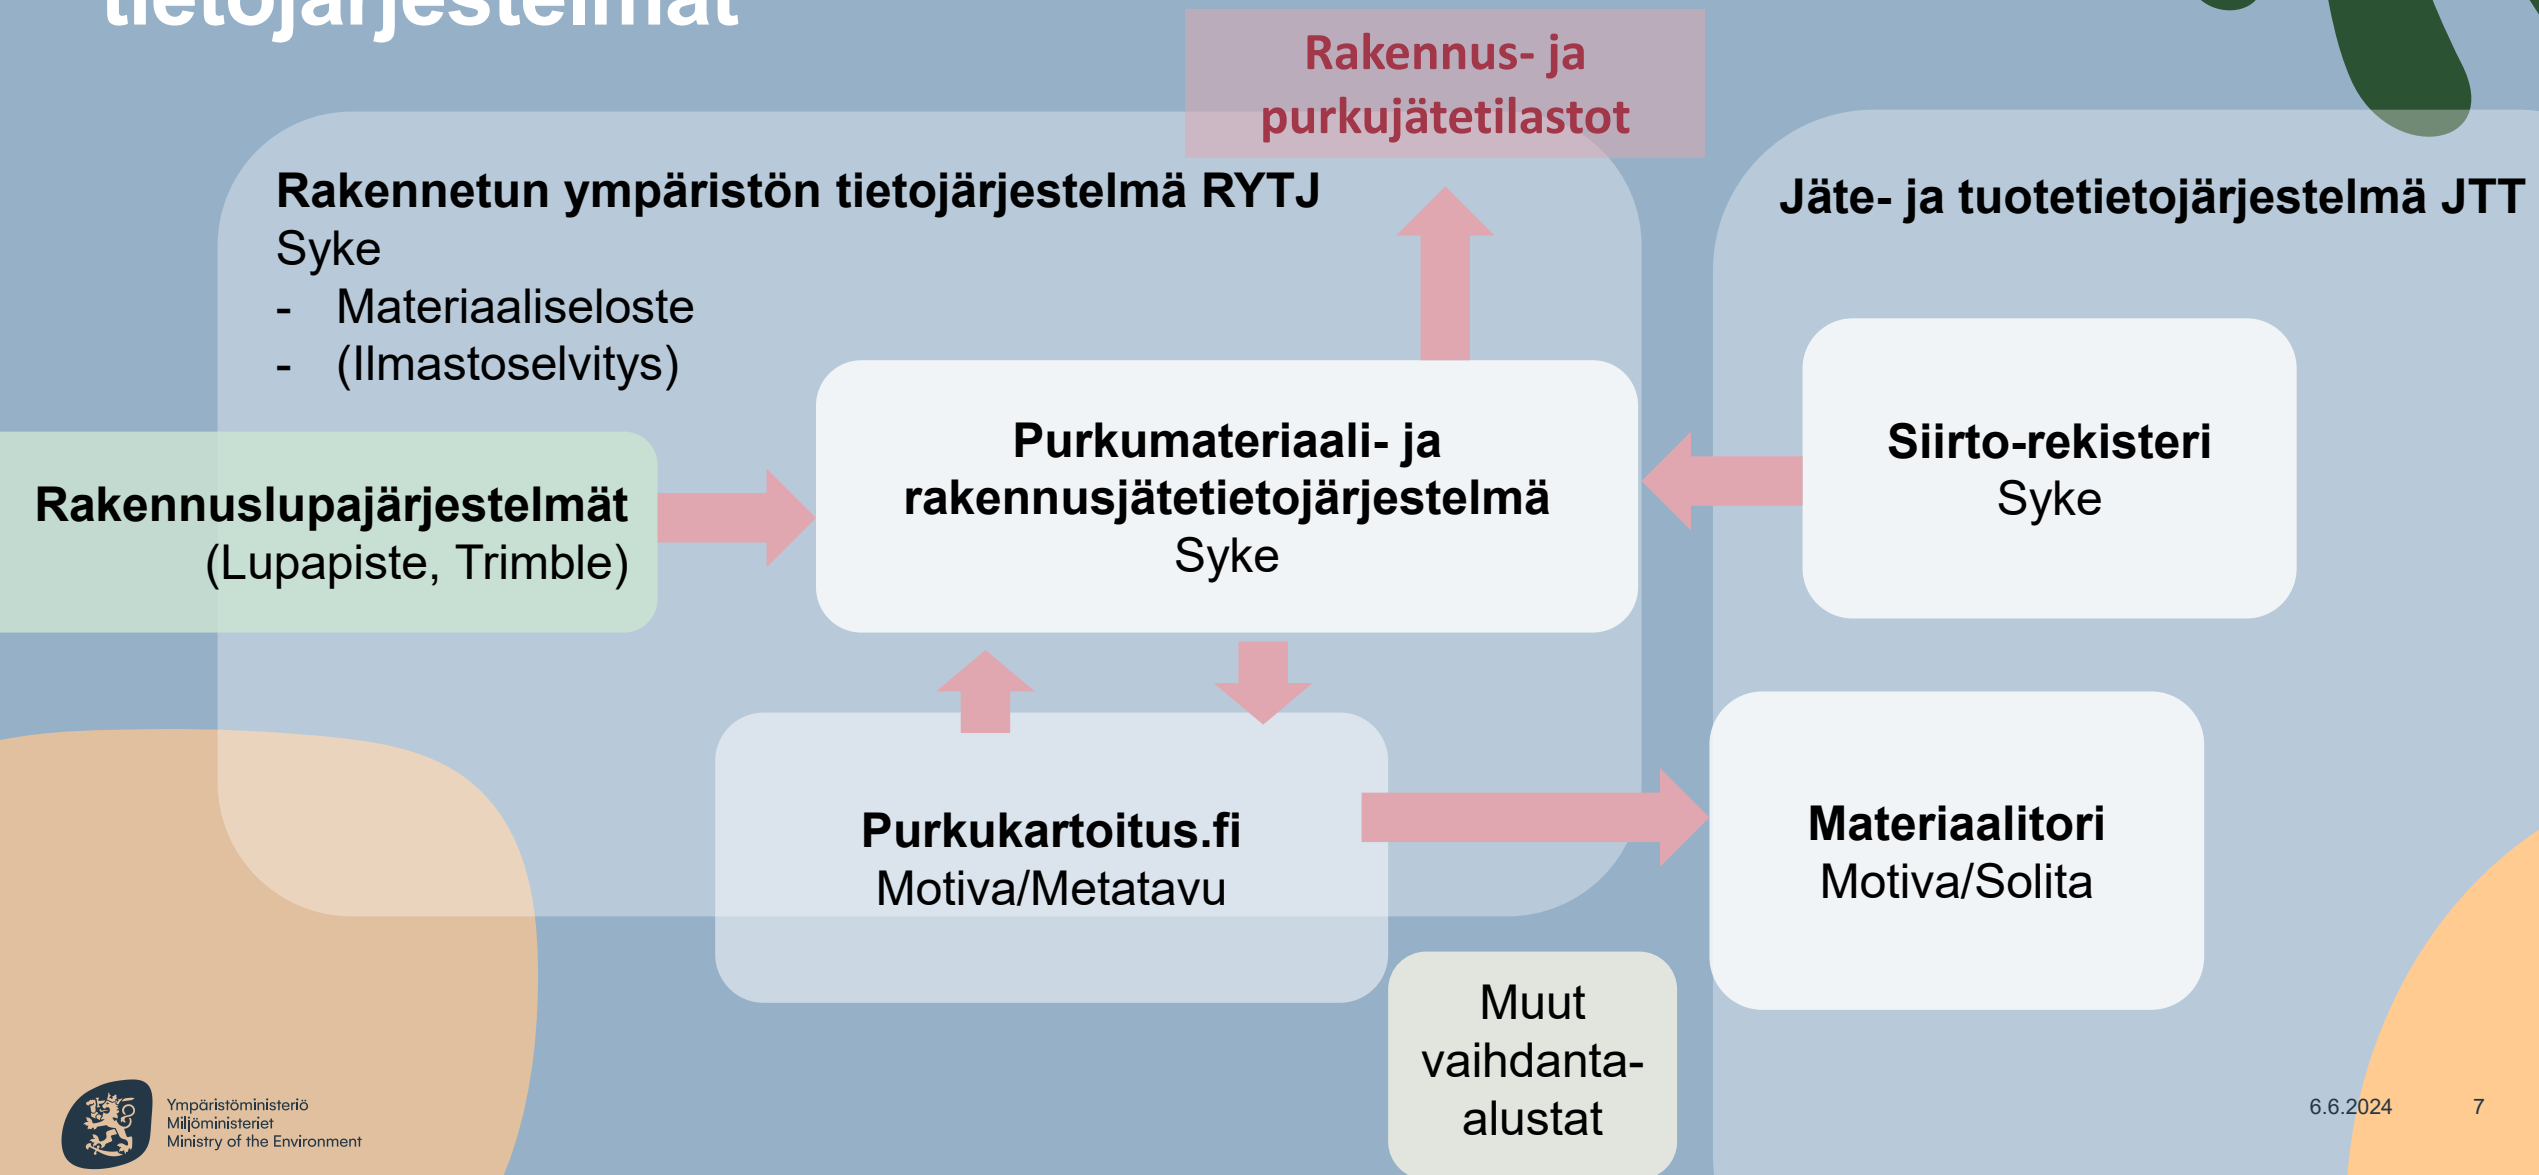 tietojärjestelmät
Rakennus- ja
purkujätetilastot
Rakennetun ympäristön tietojärjestelmä RYTJ
Syke
- Materiaaliseloste
- (Ilmastoselvitys)
Jäte- ja tuotetietojärjestelmä JTT
Rakennuslupajärjestelmät
(Lupapiste, Trimble)
Purkumateriaali- ja
rakennusjätetietojärjestelmä
Syke
Siirto-rekisteri
Syke
Purkukartoitus.fi
Motiva/Metatavu
Materiaalitori
Motiva/Solita
Muut
vaihdanta-
alustat
Ympäristöministeriö
Miljöministeriet
Ministry of the Environment
6.6.2024 7